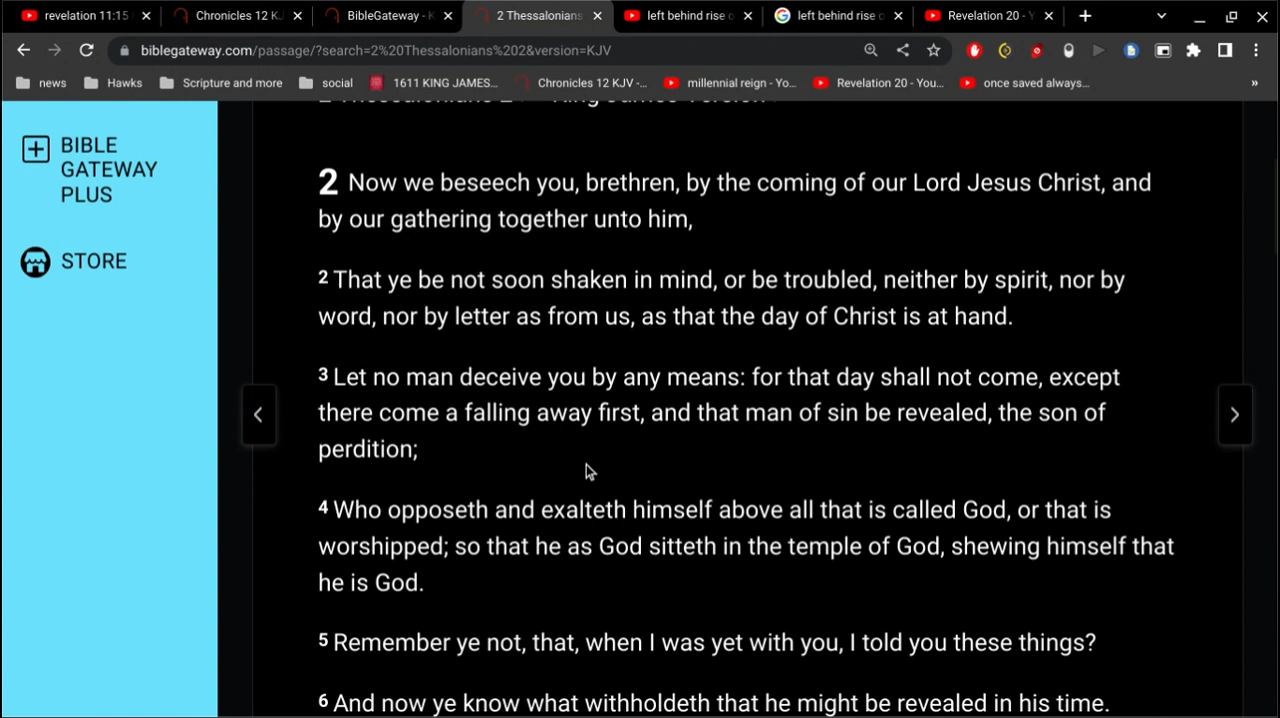 revelation 11:15
Chronicles 12 K.
BibleGateway - K
2 Thessalonians
left behind rise o
left behind rise o
Revelation 20 - Y
biblegateway.com/passage/?search=2%20Thessalonians%202&version=KJV
news
Hawks
Scripture and more
social
1611 KING JAMES...
Chronicles 12 KJV -...
millennial reign - Yo...
Revelation 20 - You...
once saved always...
»
BIBLE
GATEWAY
PLUS
STORE
2 Thessalonians 2 King James Version
2 Now we beseech you, brethren, by the coming of our Lord Jesus Christ, and
by our gathering together unto him,
2 That ye be not soon shaken in mind, or be troubled, neither by spirit, nor by
word, nor by letter as from us, as that the day of Christ is at hand.
3 Let no man deceive you by any means: for that day shall not come, except
there come a falling away first, and that man of sin be revealed, the son of
perdition;
4 Who opposeth and exalteth himself above all that is called God, or that is
worshipped; so that he as God sitteth in the temple of God, shewing himself that
he is God.
5 Remember ye not, that, when I was yet with you, I told you these things?
6 And now ye know what withholdeth that he might be revealed in his time.